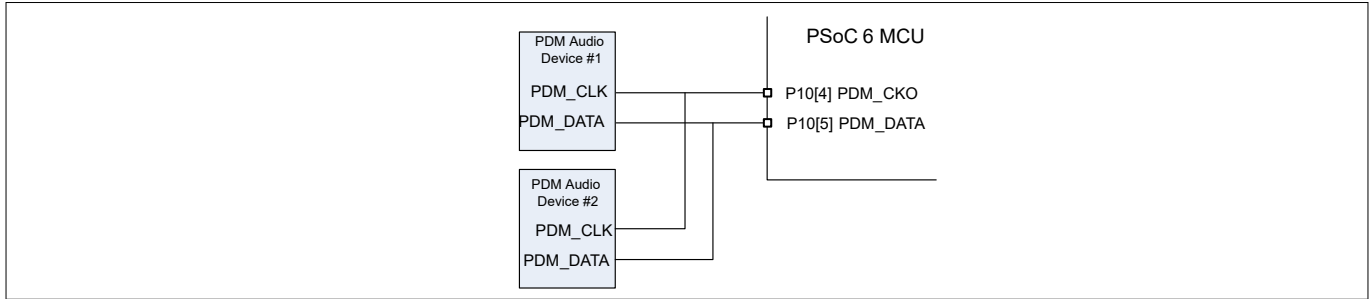 PDM Audio
Device #1
PDM_CLK
PDM_DATA
PSoC 6 MCU
P10[4] PDM_CKO
P10[5] PDM_DATA
PDM Audio
Device #2
PDM_CLK
PDM_DATA